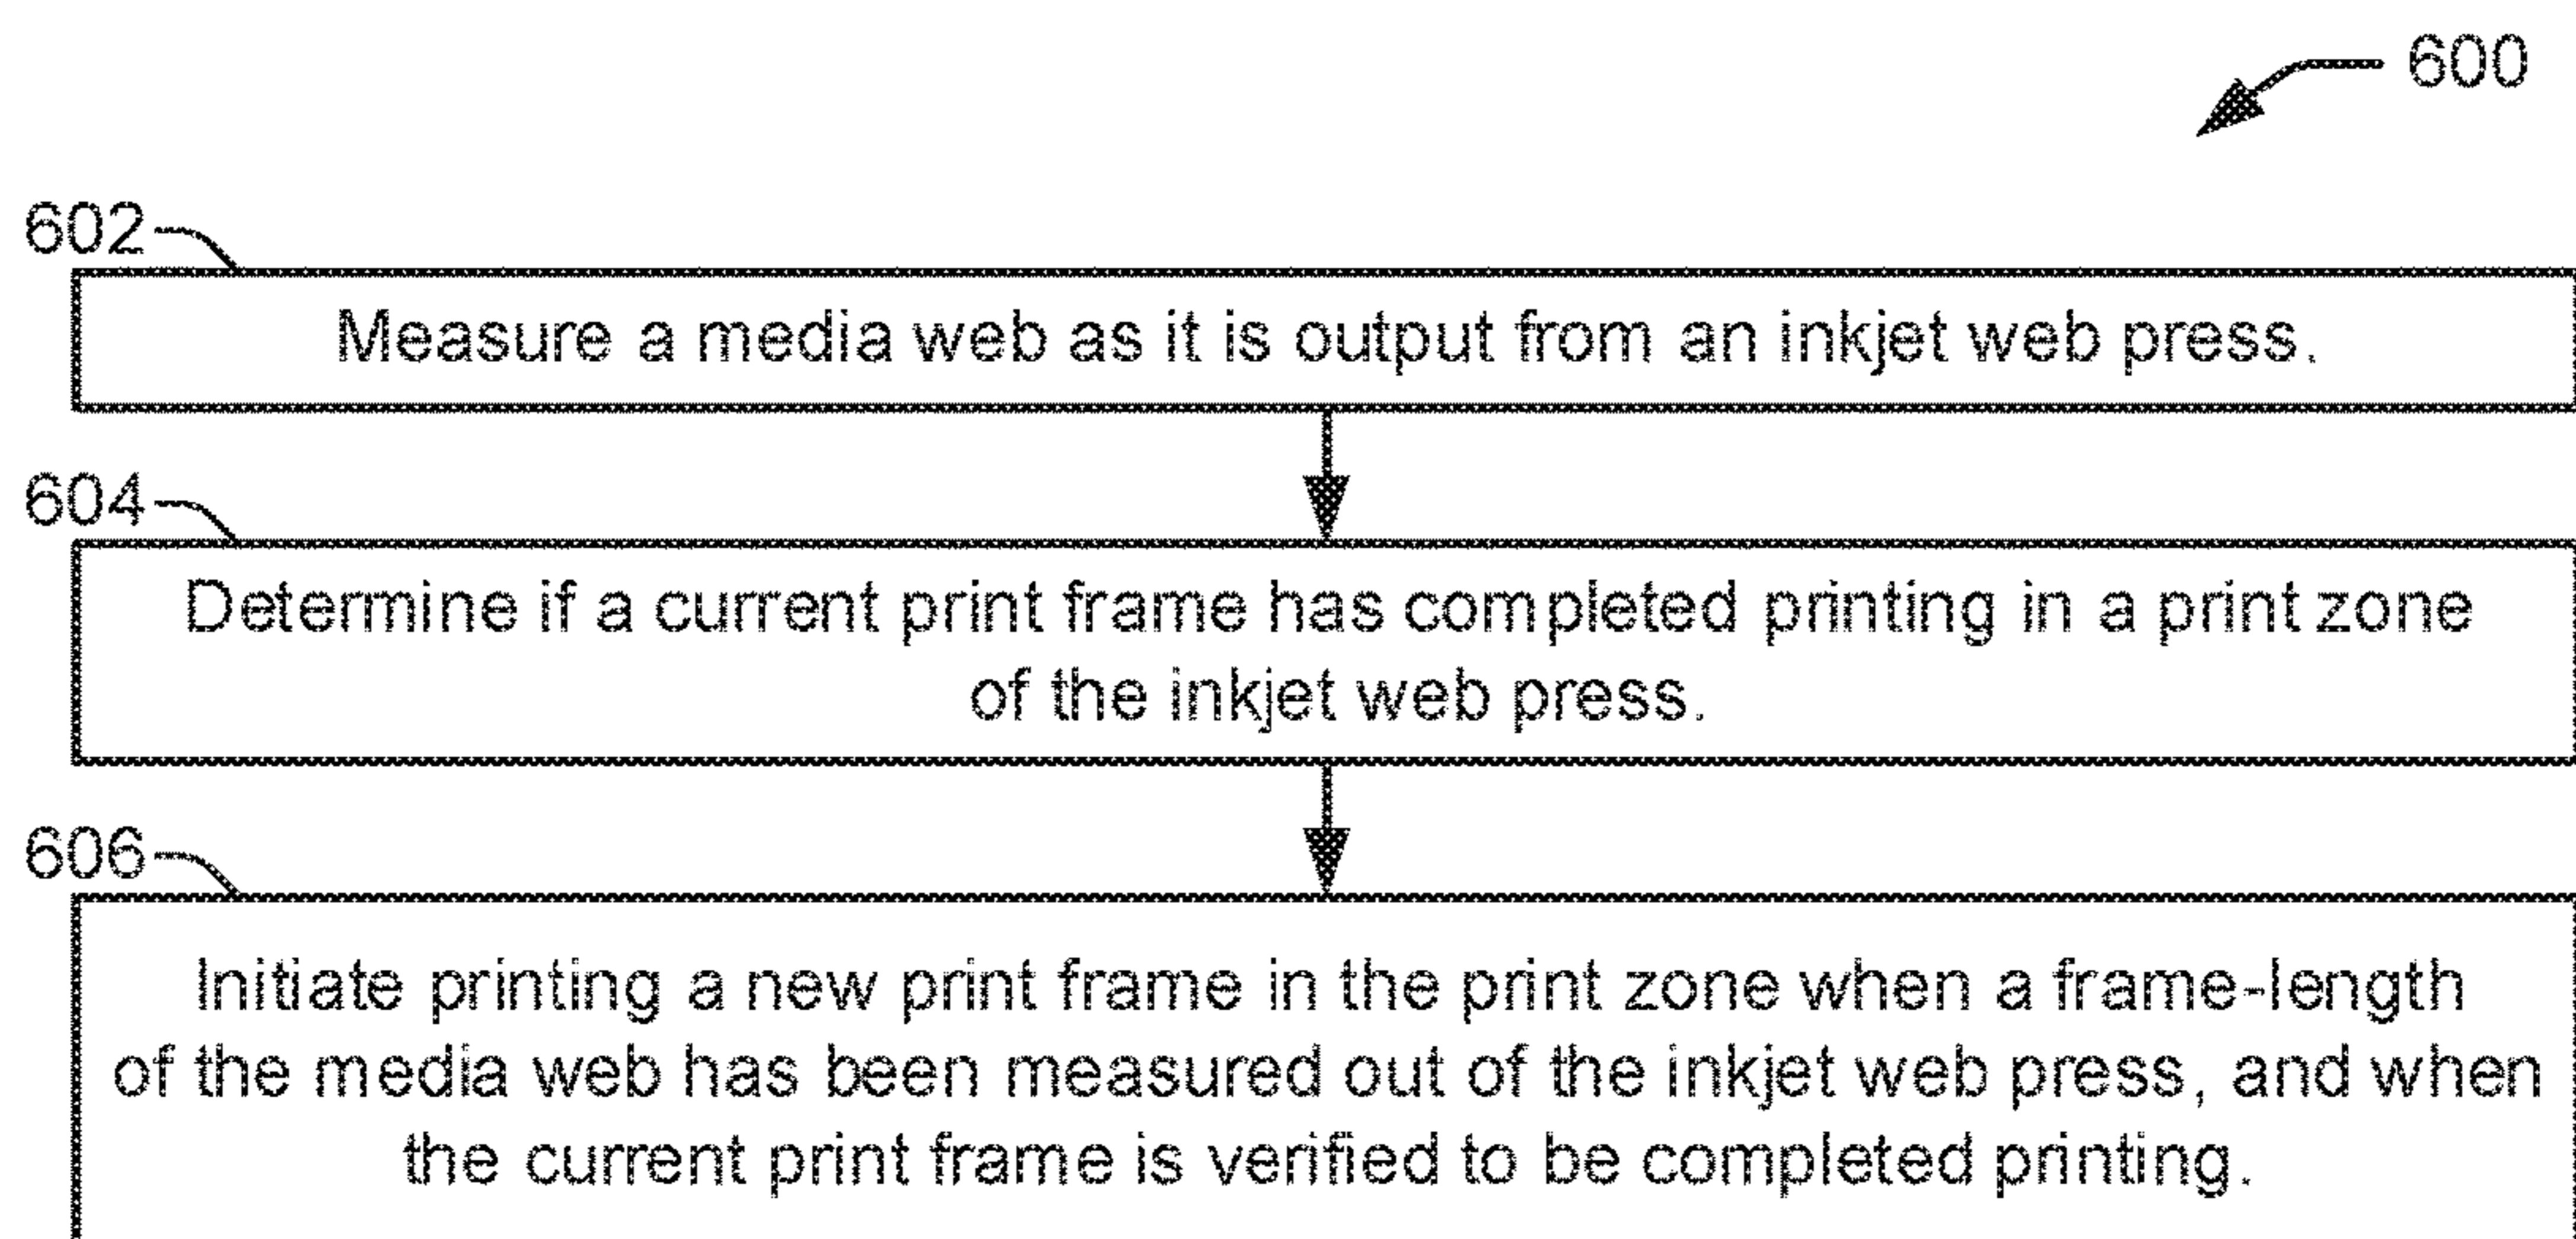 600
602
Measure a media web as it is output from an inkjet web press.
604
Determine if a current print frame has completed printing in a print zone
of the inkjet web press.
606
Initiate printing a new print frame in the print zone when a frame-length
of the media web has been measured out of the inkjet web press, and when
the current print frame is verified to be completed printing.